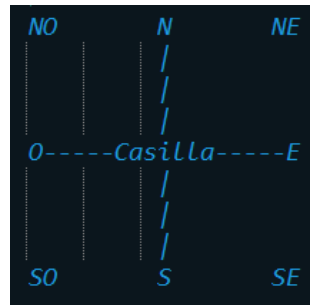 NO N NE
|
|
|
O-----Casilla-----E
|
|
|
SO S SE